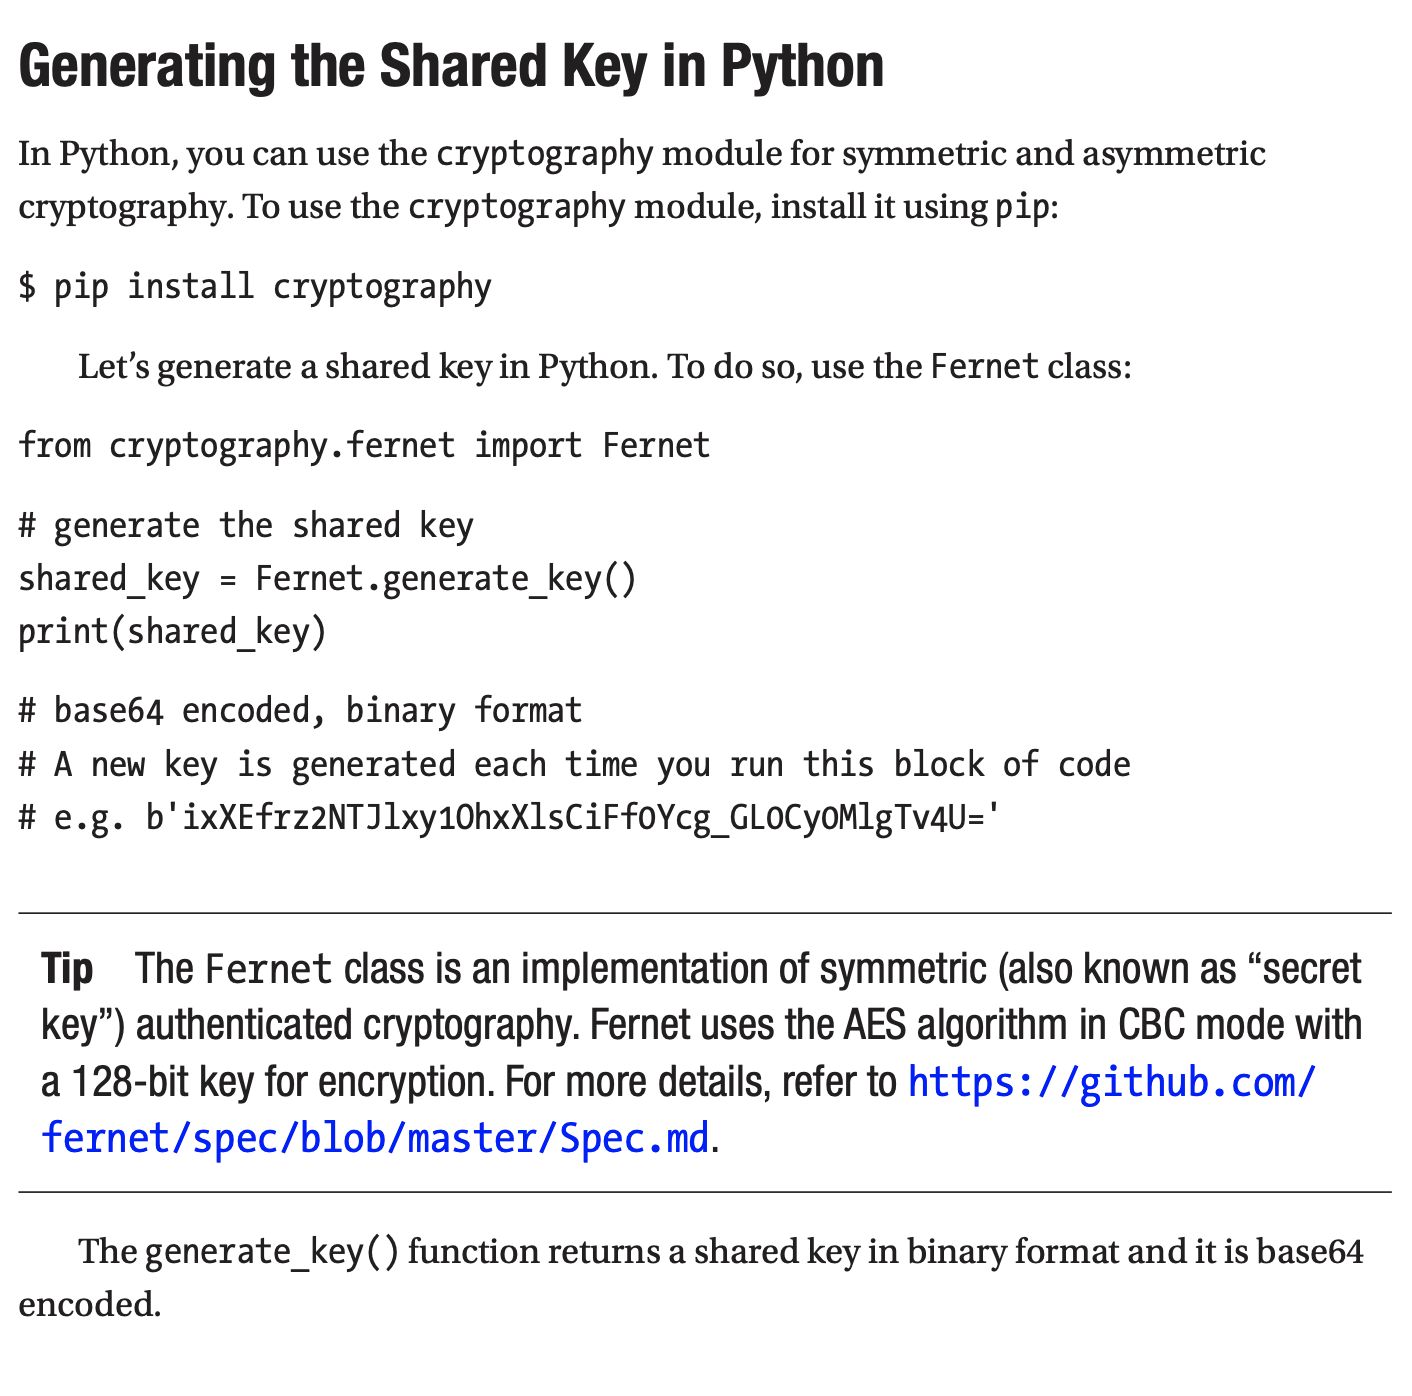 Generating the Shared Key in Python
In Python, you can use the cryptography module for symmetric and asymmetric
cryptography. To use the cryptography module, install it using pip:
$ pip install cryptography
Let’s generate a shared key in Python. To do so, use the Fernet class:
from cryptography.fernet import Fernet
# generate the shared key
shared_key = Fernet.generate_key()
print(shared_key)
# base64 encoded, binary format
# A new key is generated each time you run this block of code
# e.g. b'ixXEfrz2NTJlxy1OhxXlsCiFf0Ycg_GL0Cy0MlgTv4U='
Tip The Fernet class is an implementation of symmetric (also known as “secret
key”) authenticated cryptography. Fernet uses the AES algorithm in CBC mode with
a 128-bit key for encryption. For more details, refer to https://github.com/
fernet/spec/blob/master/Spec.md.
The generate_key() function returns a shared key in binary format and it is base64
encoded.